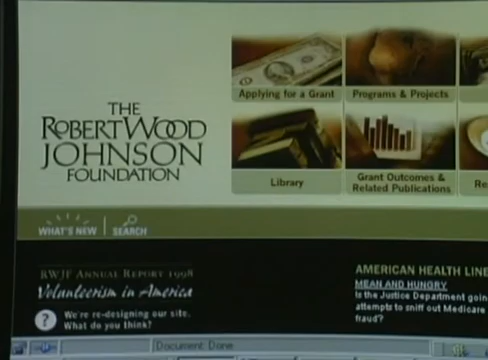 Applying for a Grant
Programs & Projects
THE
ROBERT WOOD
JOHNSON
FOUNDATION
Library
Grant Outcomes &
Related Publications
Re
WHAT'S NEW
SEARCH
RWJF ANNUAL REPORT 1998
Volunteerism in America
We're re-designing our site.
What do you think?
AMERICAN HEALTH LINE
MEAN AND HUNGRY
Is the Justice Department goin
attempts to sniff out Medicare
fraud?
Document: Done